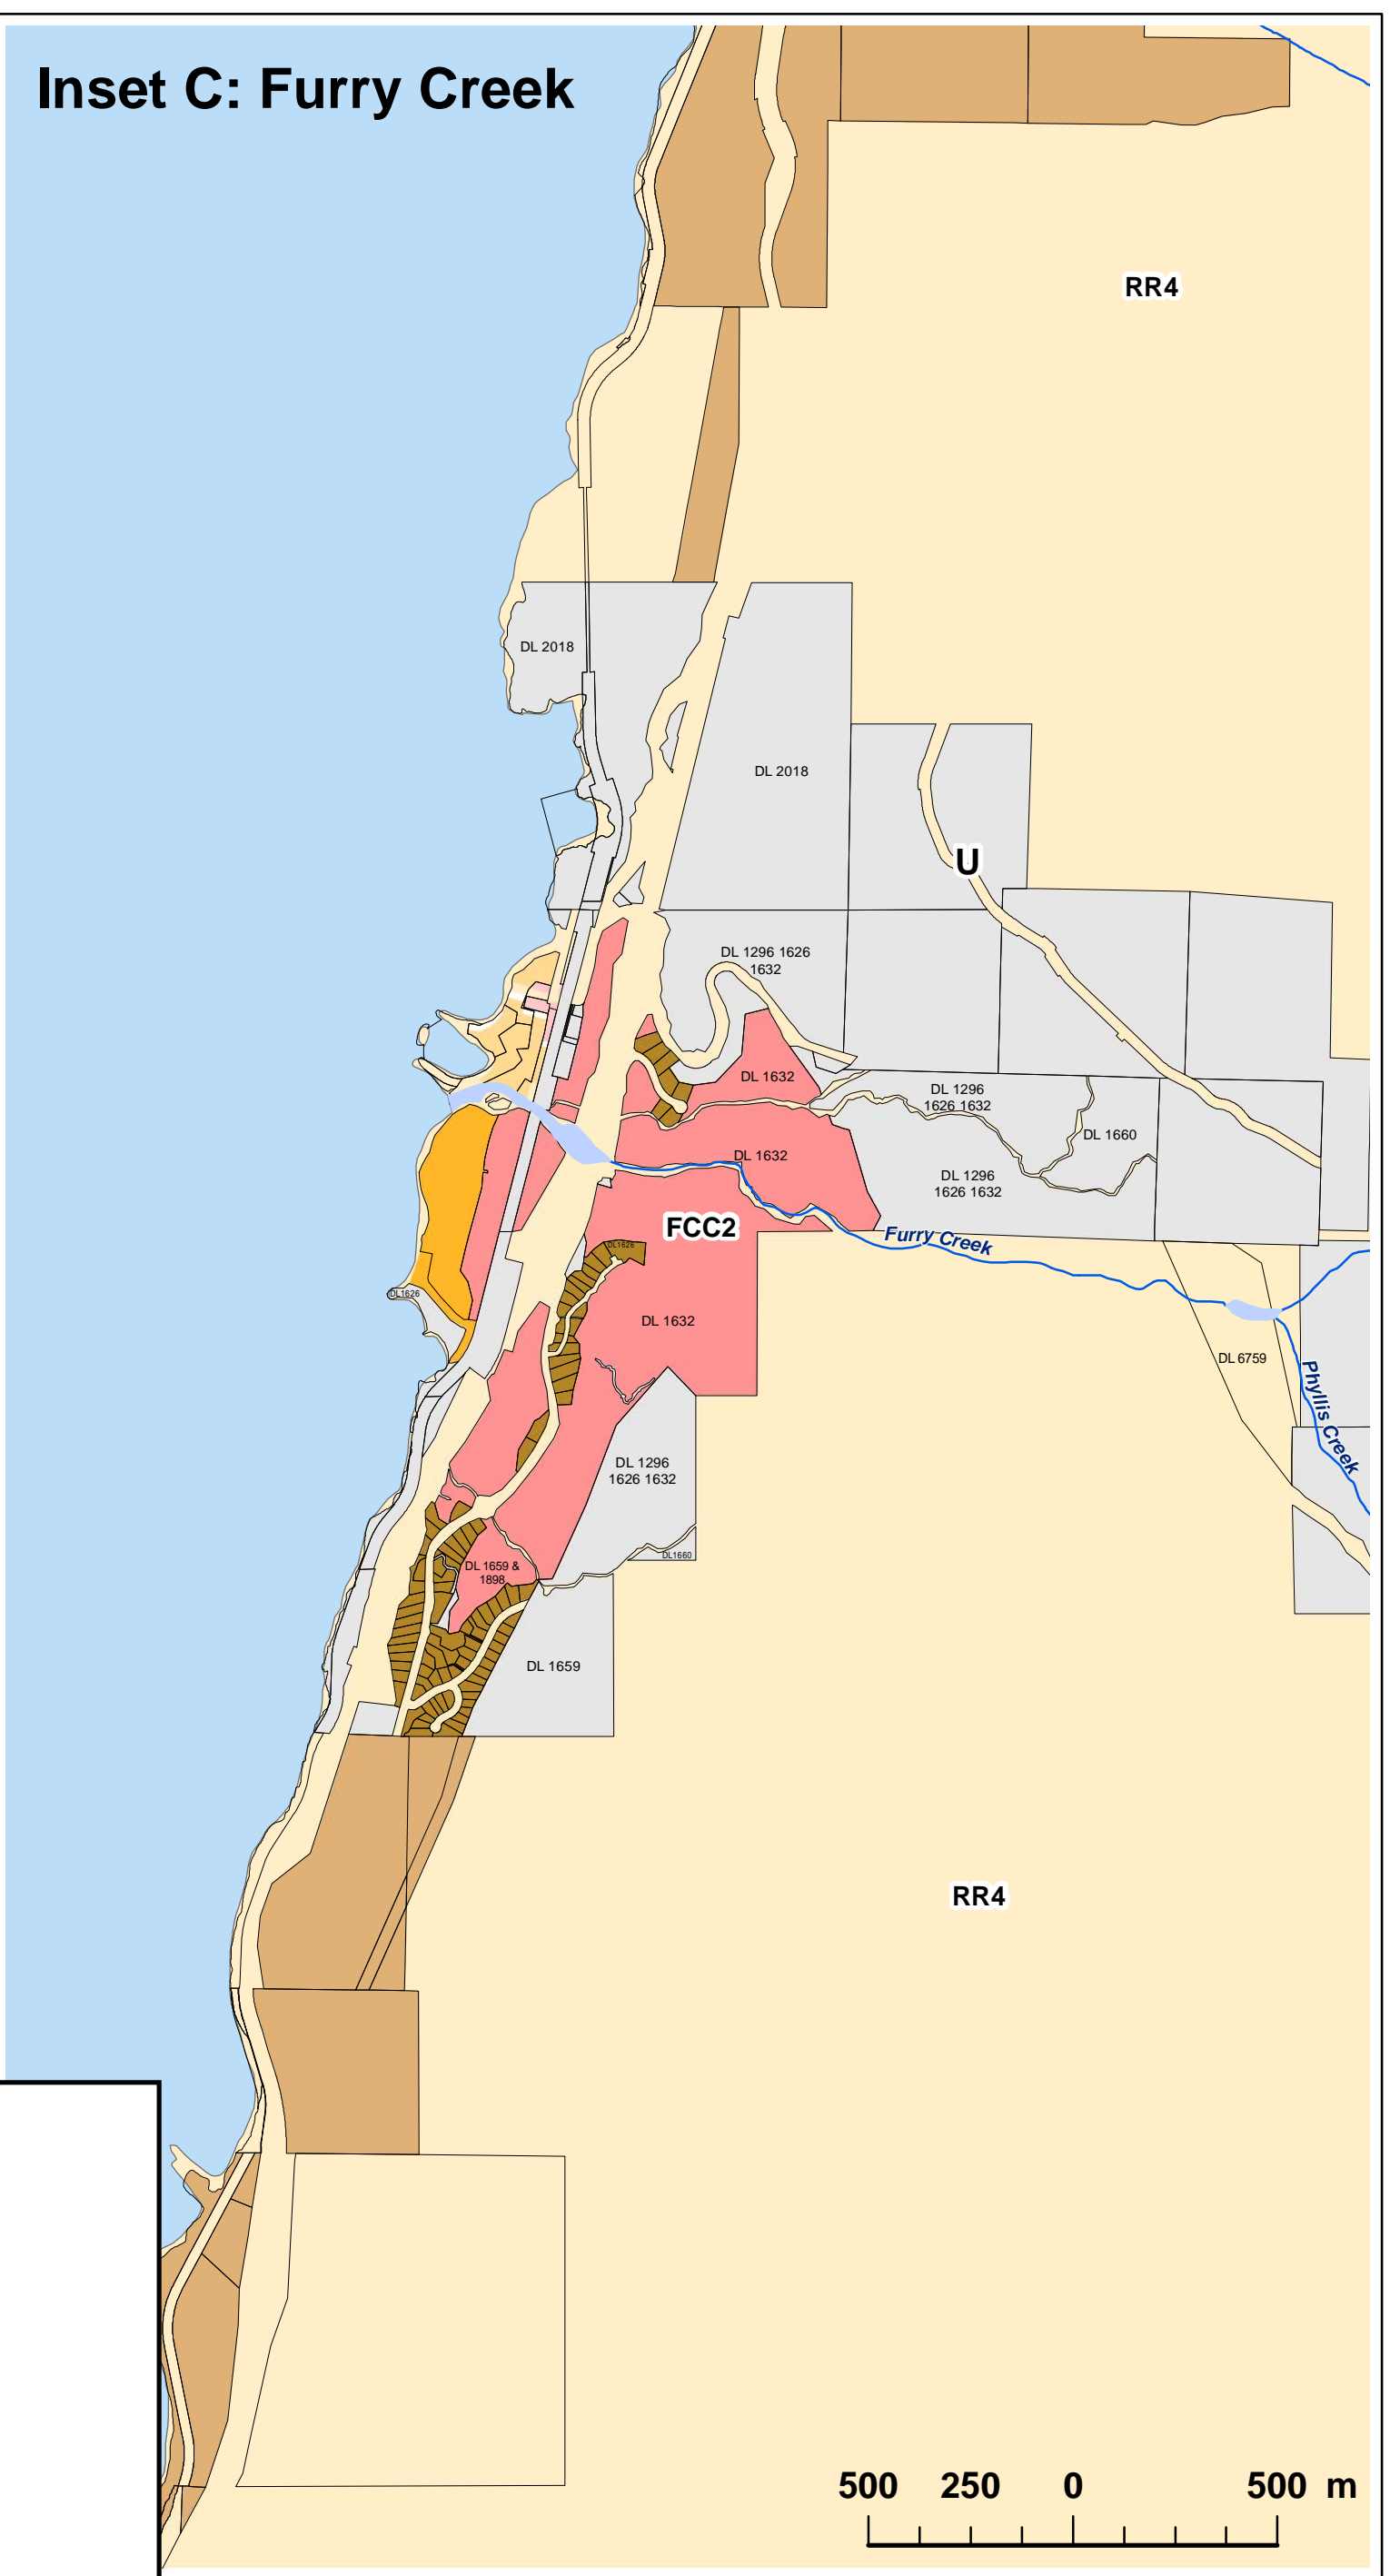 Inset C: Furry Creek
RR4
DL 2018
DL 2018
U
DL 1296 1626
1632
DL 1632
DL 1296
1626 1632
DL 1660
DL 1632
DL 1296
1626 1632
FCC2
Furry Creek
DL1626
DL1626
DL 1632
DL 6759
Phyllis Creek
DL 1296
1626 1632
DL1660
DL 1659 &
1898
DL 1659
RR4
500 250 0 500 m